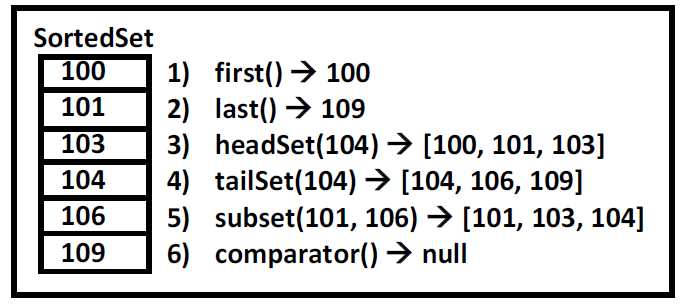 SortedSet
100 1) first() → 100
101 2) last() → 109
103 3) headSet(104) → [100, 101, 103]
104 4) tailSet(104) → [104, 106, 109]
106 5) subset(101, 106) → [101, 103, 104]
109 6) comparator() → null